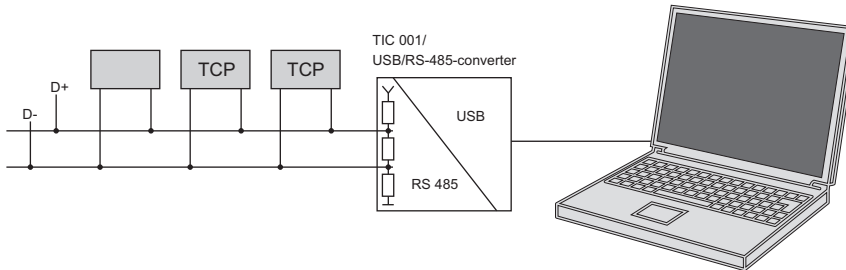 TIC 001/
USB/RS-485-converter
TCP
TCP
D+
D-
USB
RS 485